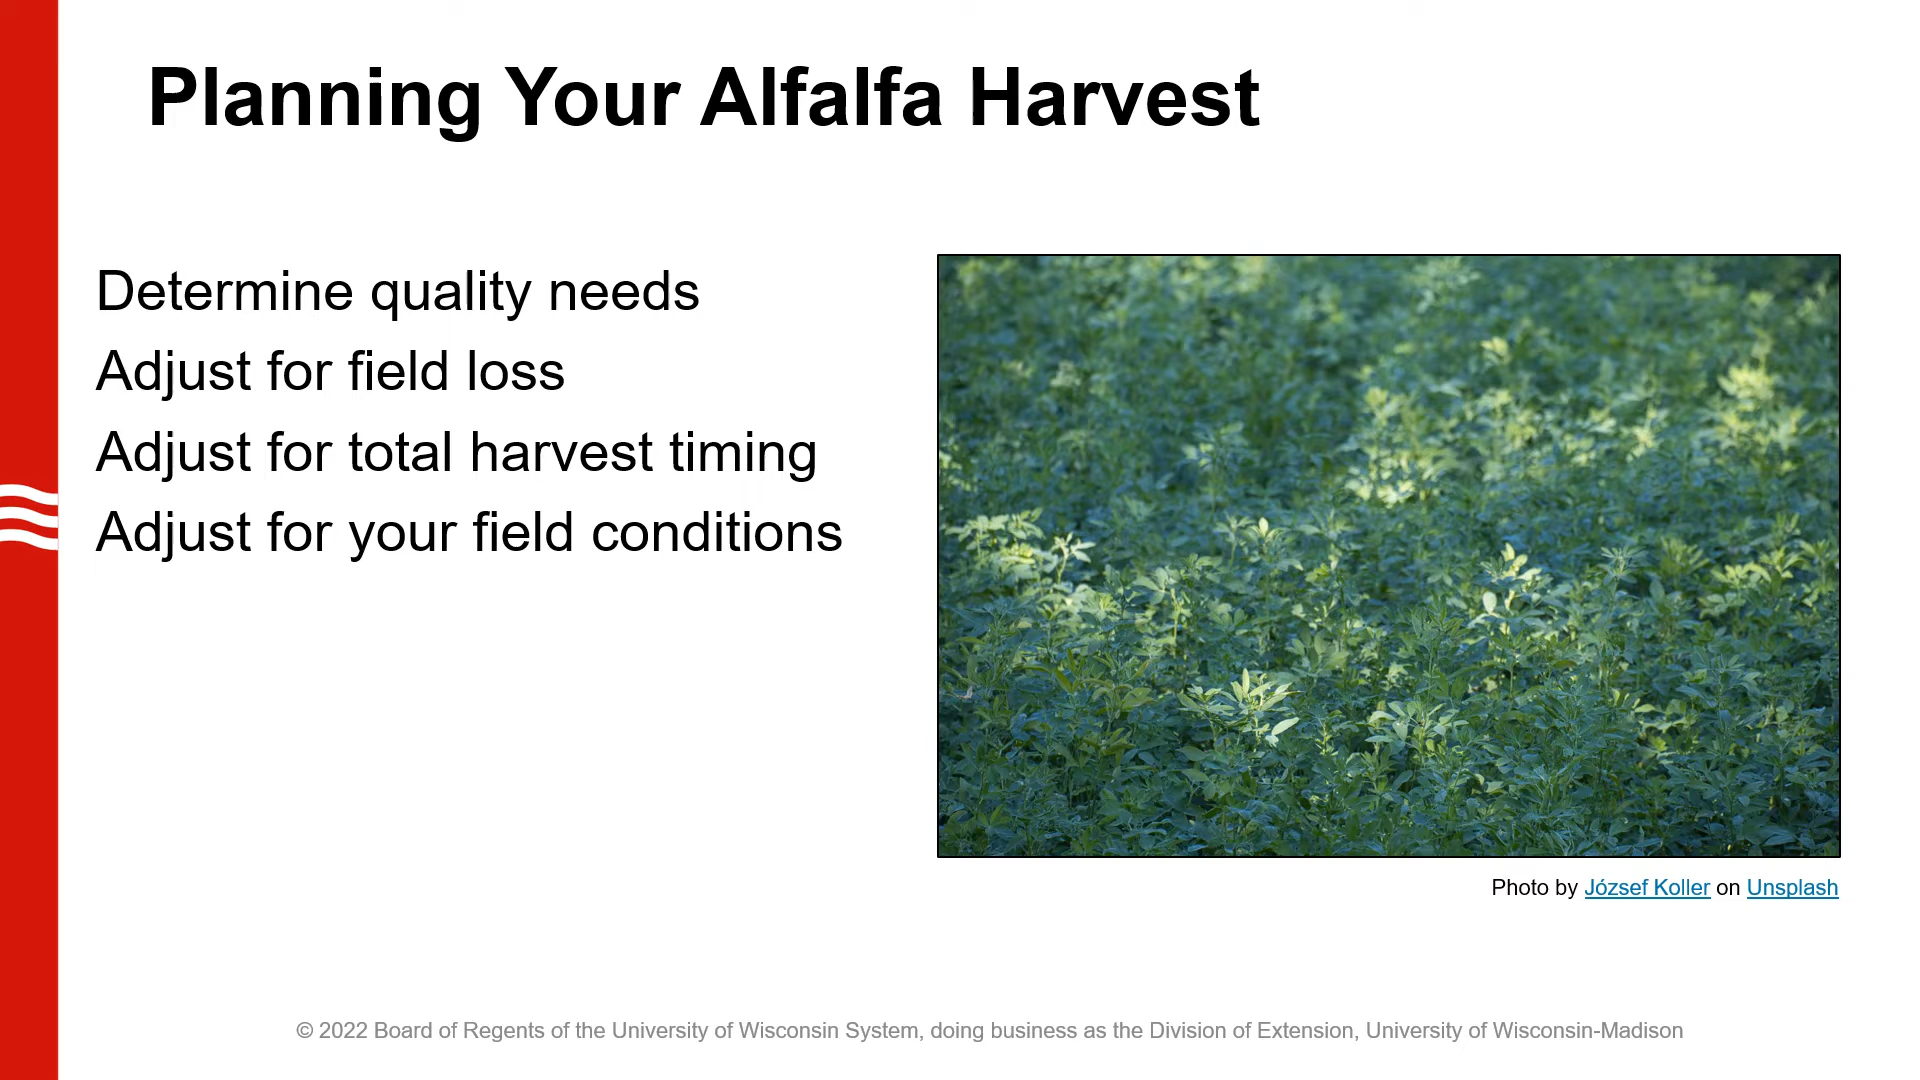 Planning Your Alfalfa Harvest
Determine quality needs
Adjust for field loss
Adjust for total harvest timing
Adjust for your field conditions
Photo by József Koller on Unsplash
© 2022 Board of Regents of the University of Wisconsin System, doing business as the Division of Extension, University of Wisconsin-Madison